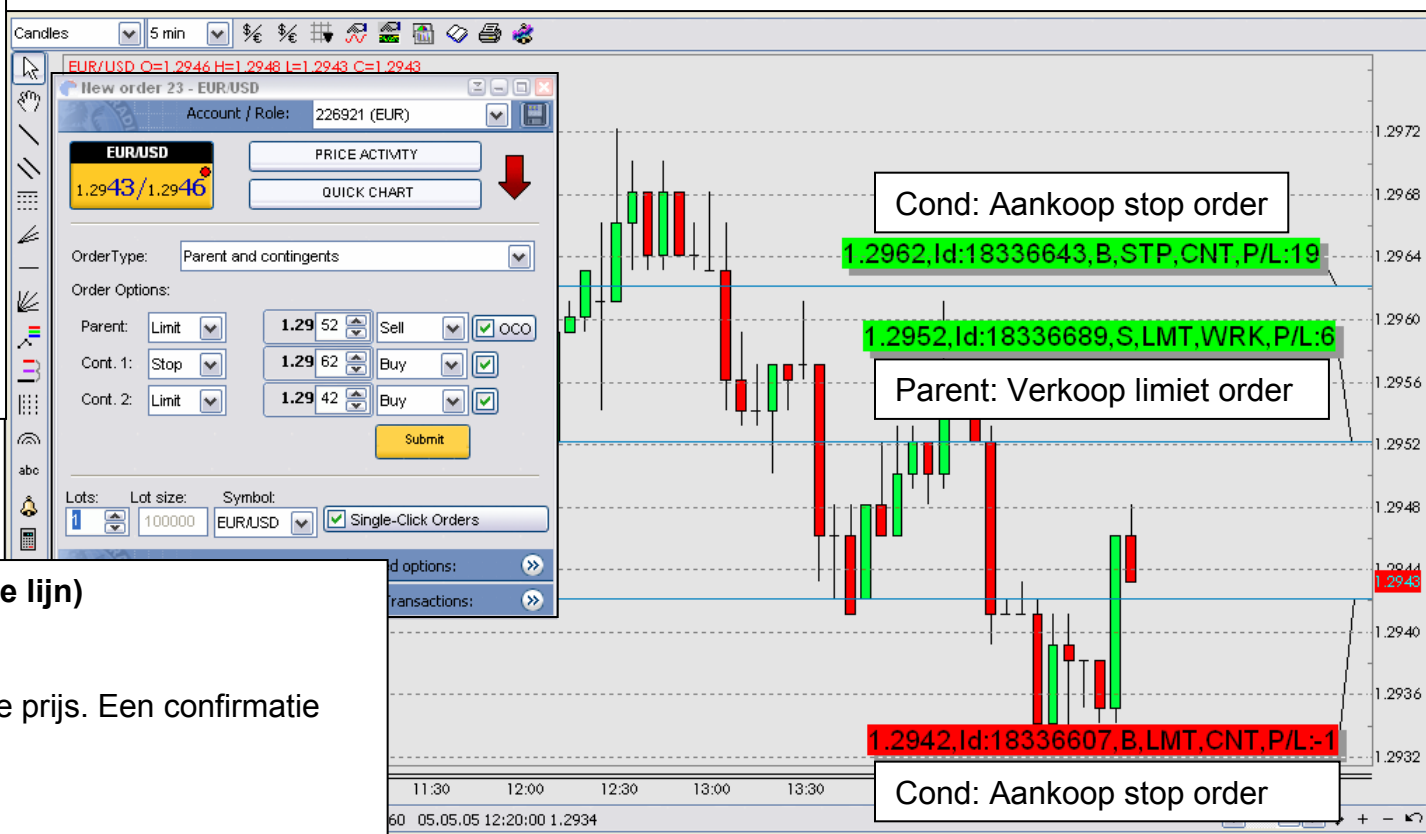 Candles 5 min
EUR/USD O=1.2946 H=1.2948 L=1.2943 C=1.2943
New order 23 - EUR/USD
Account / Role: 226921 (EUR)
EUR/USD
1.2943/1.2946
PRICE ACTIVITY
QUICK CHART
OrderType: Parent and contingents
Order Options:
Parent: Limit 1.29 52 Sell OCO
Cont. 1: Stop 1.29 62 Buy
Cont. 2: Limit 1.29 42 Buy
Submit
Lots: Lot size: Symbol:
1 100000 EUR/USD Single-Click Orders
d options:
ransactions:
abc
e lijn)
e prijs. Een confirmatie
Cond: Aankoop stop order
1.2962,Id:18336643,B,STP,CNT,P/L:19
1.2952,Id:18336689,S,LMT,WRK,P/L:6
Parent: Verkoop limiet order
1.2942,Id:18336607,B,LMT,CNT,P/L:-1
Cond: Aankoop stop order
1.2972
1.2968
1.2964
1.2960
1.2956
1.2952
1.2948
1.2944
1.2943
1.2940
1.2936
1.2932
11:30 12:00 12:30 13:00 13:30
60 05.05.05 12:20:00 1.2934